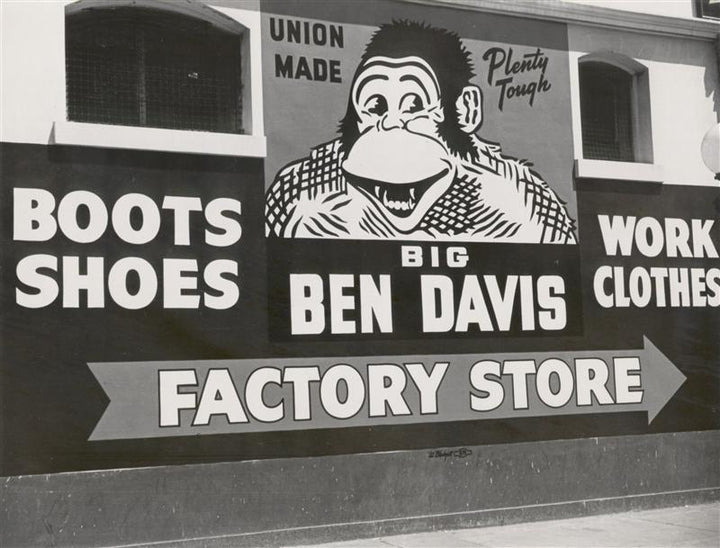 UNION
MADE
Plenty
Tough
BOOTS
SHOES
BIG
BEN DAVIS
WORK
CLOTHES
FACTORY STORE